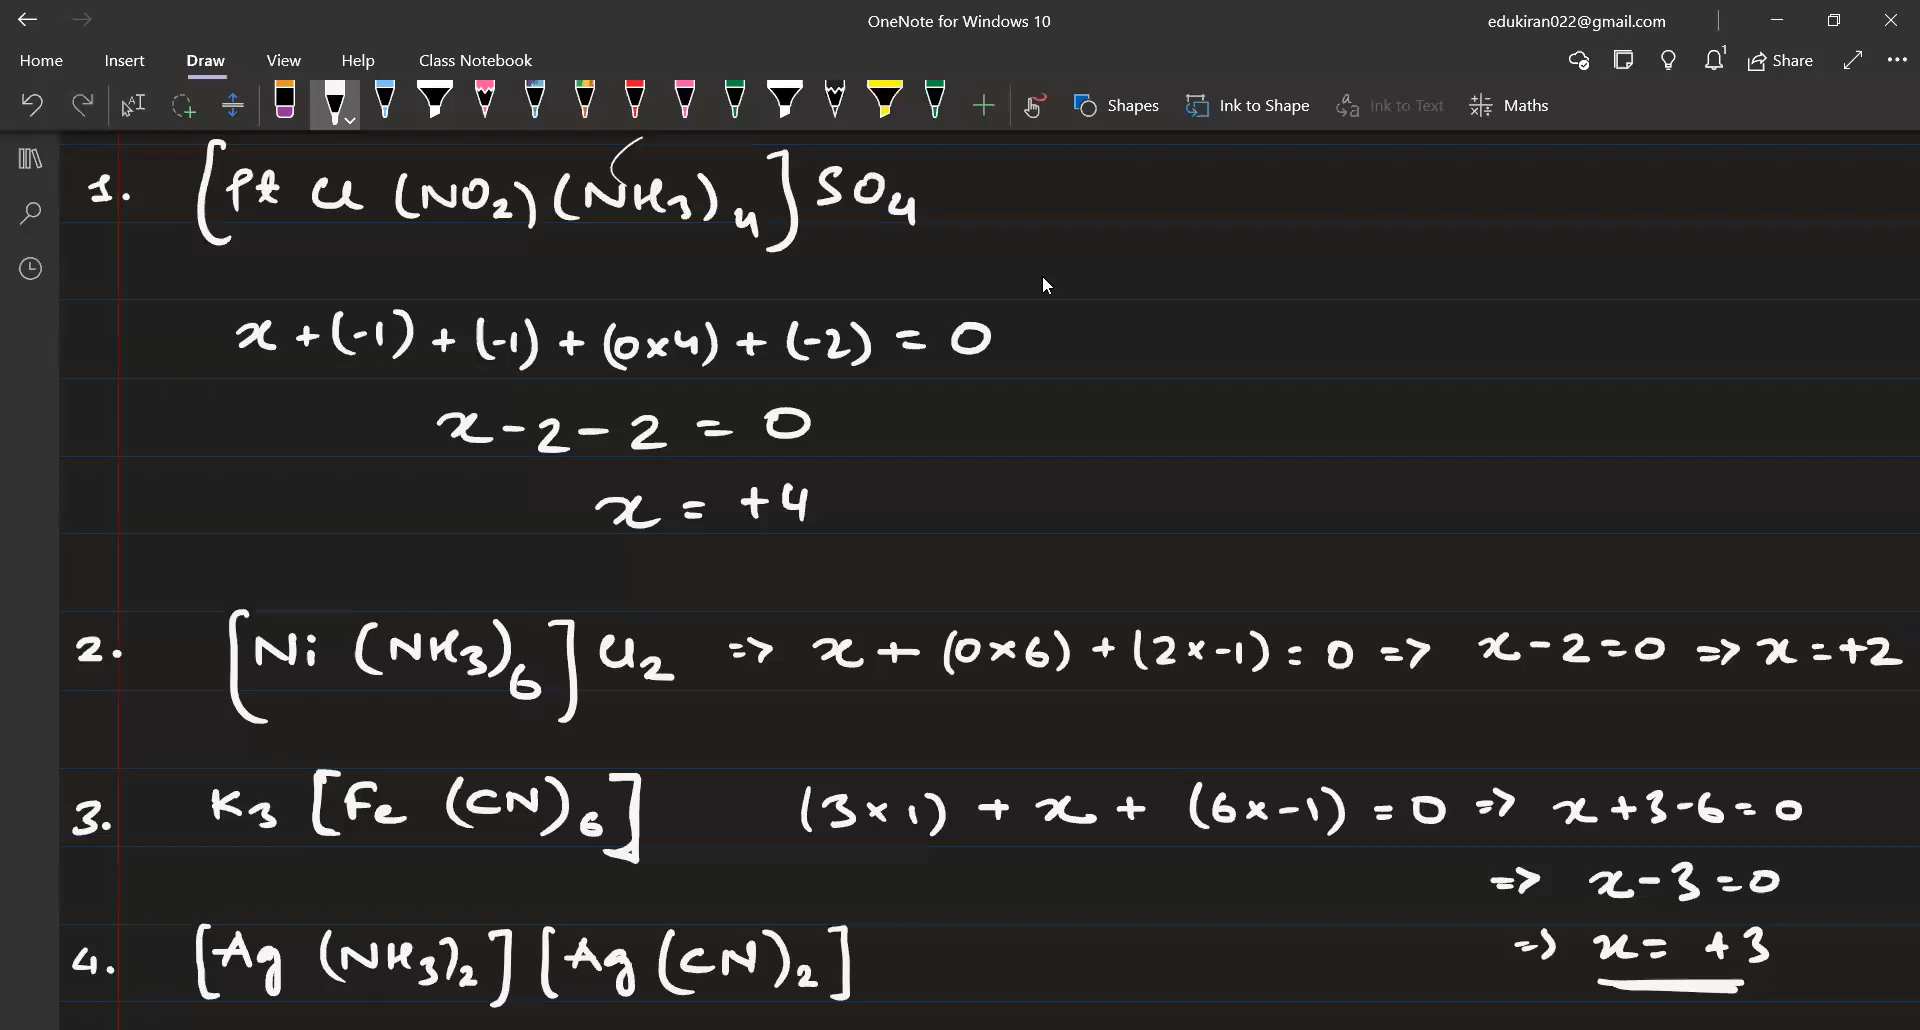 OneNote for Windows 10
edukiran022@gmail.com
Home Insert Draw View Help Class Notebook
1 Share
Shapes Ink to Shape Ink to Text Maths
1. [Pt Cl (NO2) (NH3)4] SO4
x + (-1) + (-1) + (0×4) + (-2) = 0
x - 2 - 2 = 0
x = +4
2. [Ni (NH3)6] Cl2 => x + (0×6) + (2×-1) = 0 => x - 2 = 0 => x = +2
3. K3 [Fe (CN)6] (3×1) + x + (6×-1) = 0 => x + 3 - 6 = 0
=> x - 3 = 0
=> x = +3
4. [Ag (NH3)2] [Ag (CN)2]